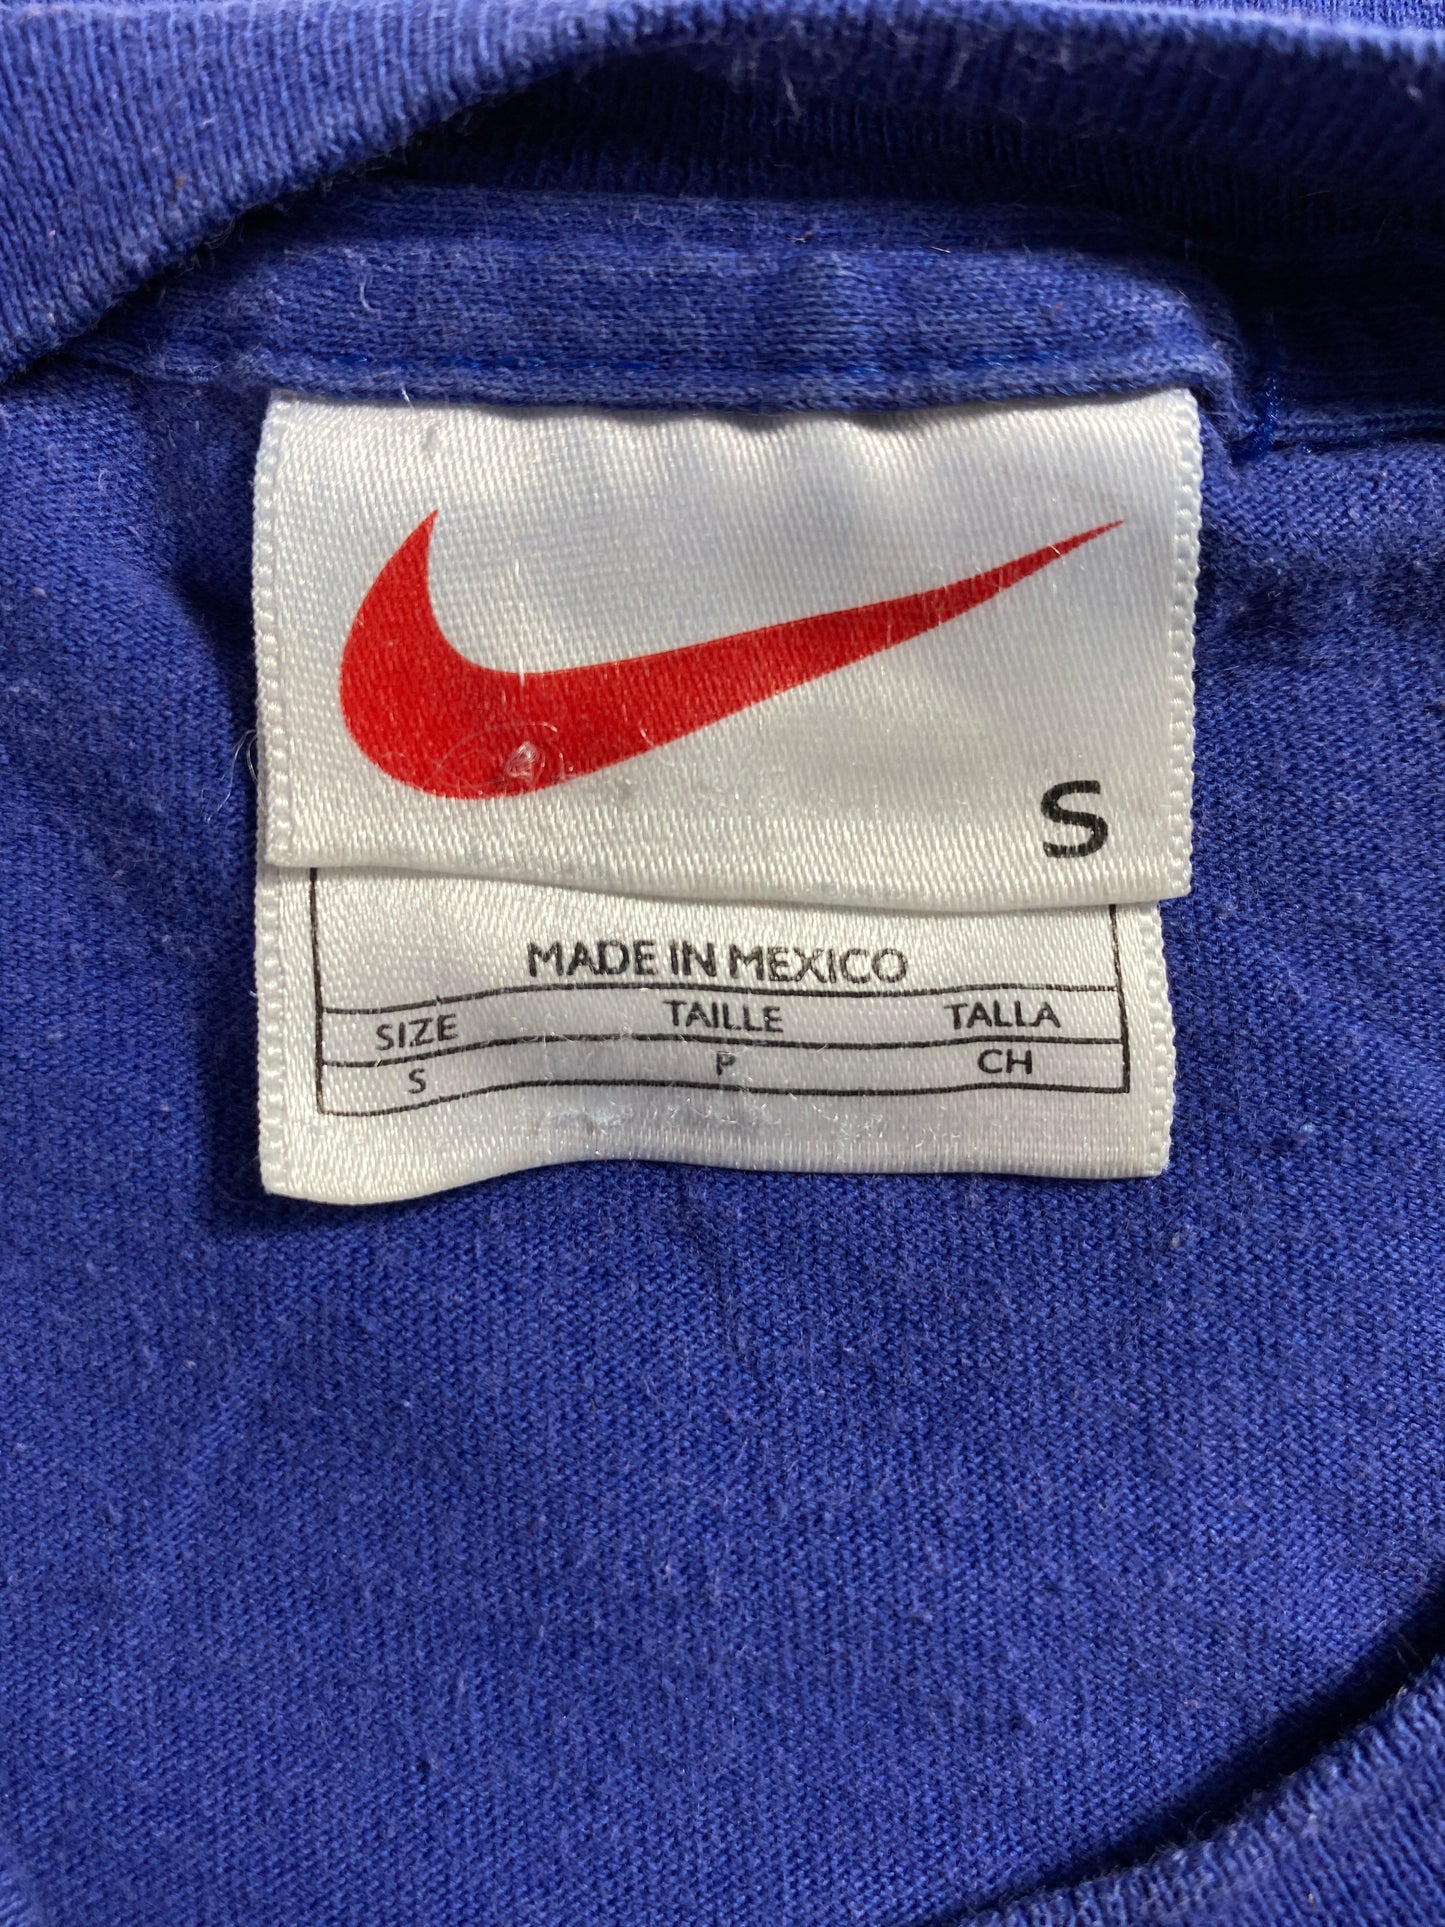 S
MADE IN MEXICO
SIZE TAILLE TALLA
S P CH